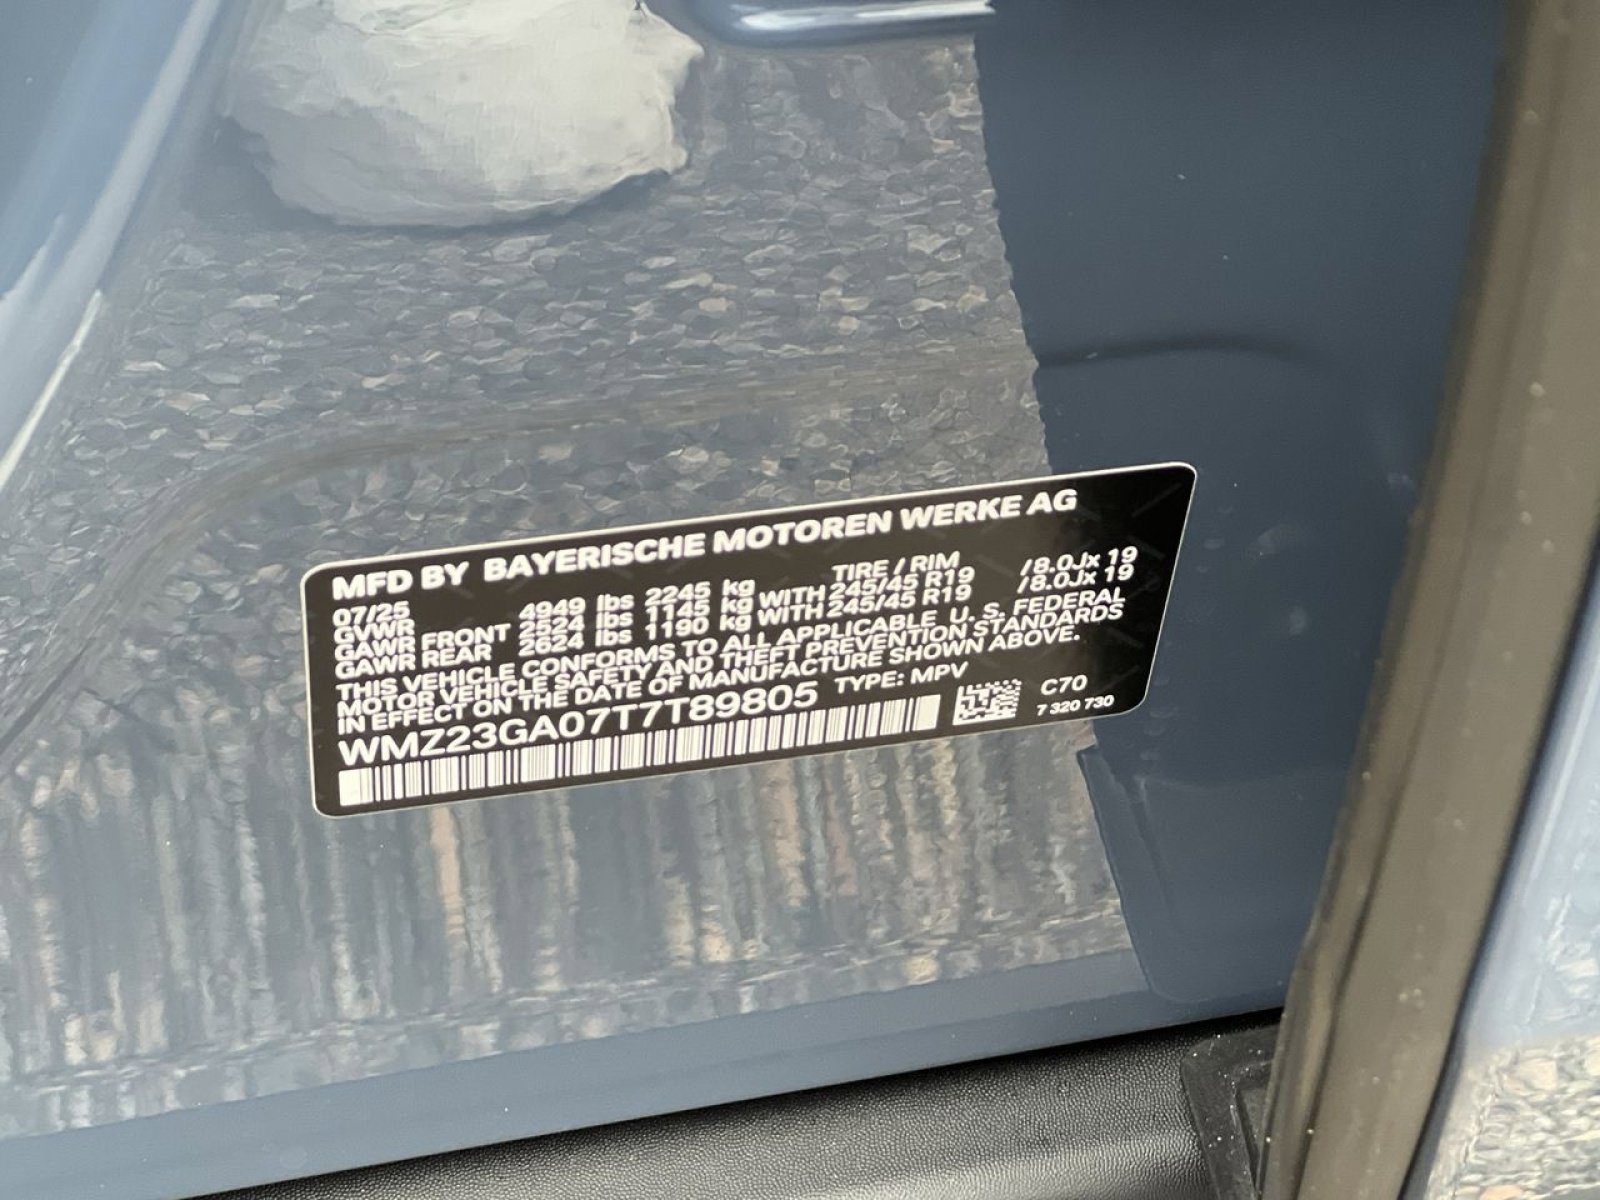 MFD BY BAYERISCHE MOTOREN WERKE AG
07/25 TIRE / RIM
GVWR 4949 lbs 2245 kg
GAWR FRONT 2524 lbs 1145 kg WITH 245/45 R19 /8.0Jx 19
GAWR REAR 2624 lbs 1190 kg WITH 245/45 R19 /8.0Jx 19
THIS VEHICLE CONFORMS TO ALL APPLICABLE U.S. FEDERAL
MOTOR VEHICLE SAFETY AND THEFT PREVENTION STANDARDS
IN EFFECT ON THE DATE OF MANUFACTURE SHOWN ABOVE.
WMZ23GA07T7T89805 TYPE: MPV
C70
7 320 730